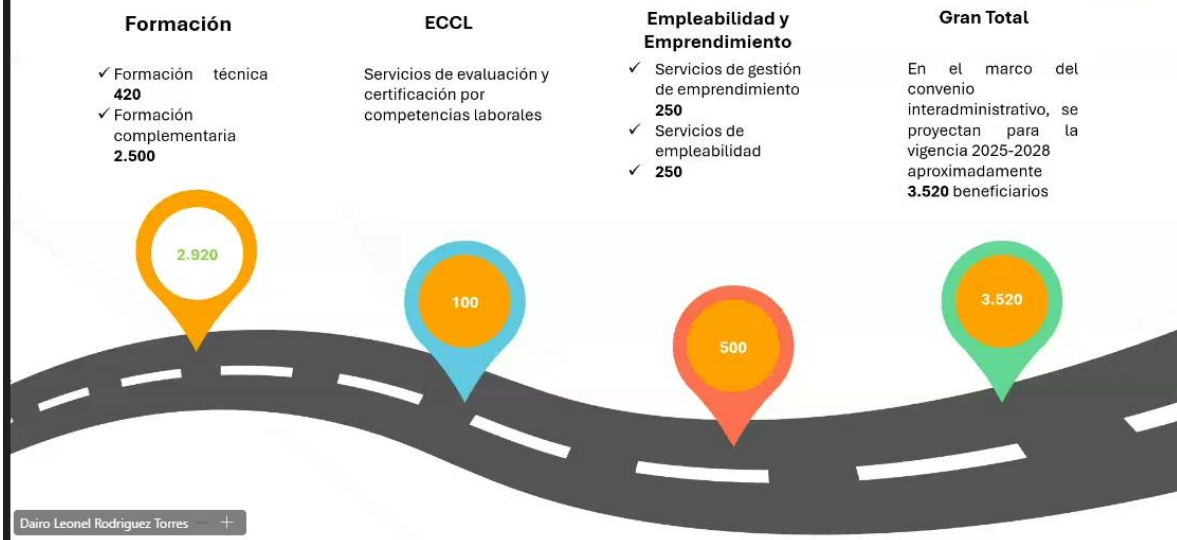 Formación
✓ Formación técnica
420
✓ Formación
complementaria
2.500
2.920
ECCL
Servicios de evaluación y
certificación por
competencias laborales
100
Empleabilidad y
Emprendimiento
✓ Servicios de gestión
de emprendimiento
250
✓ Servicios de
empleabilidad
✓ 250
500
Gran Total
En el marco del
convenio
interadministrativo, se
proyectan para la
vigencia 2025-2028
aproximadamente
3.520 beneficiarios
3.520
Dairo Leonel Rodriguez Torres